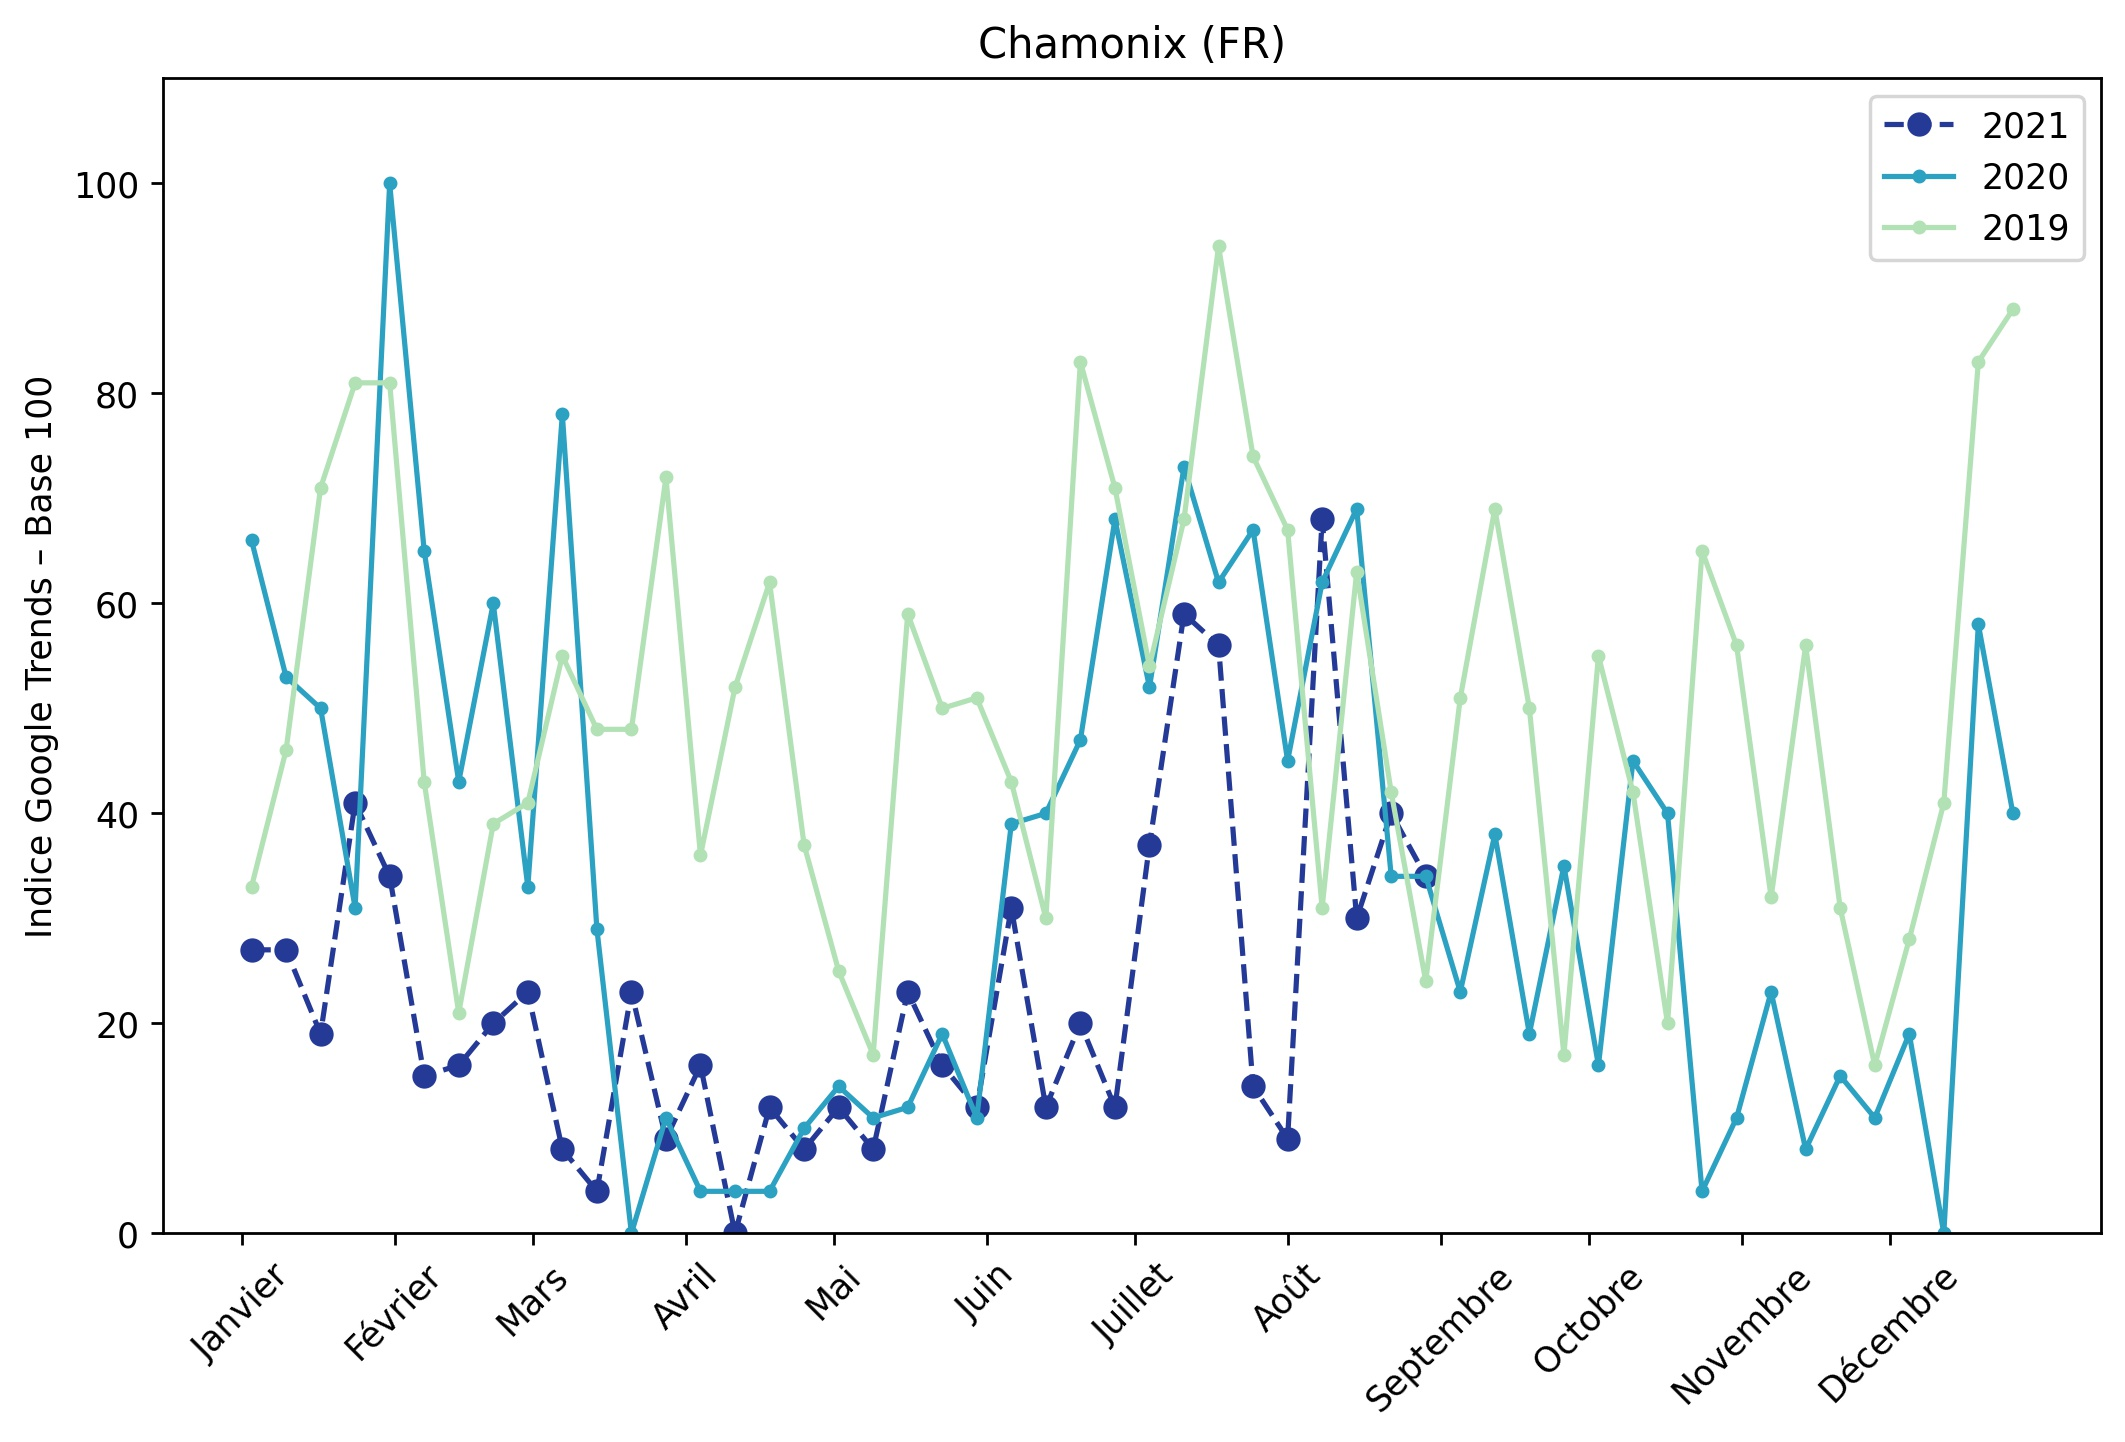 Chamonix (FR)
2021
2020
2019
Indice Google Trends – Base 100
100
80
60
40
20
0
Janvier
Février
Mars
Avril
Mai
Juin
Juillet
Août
Septembre
Octobre
Novembre
Décembre